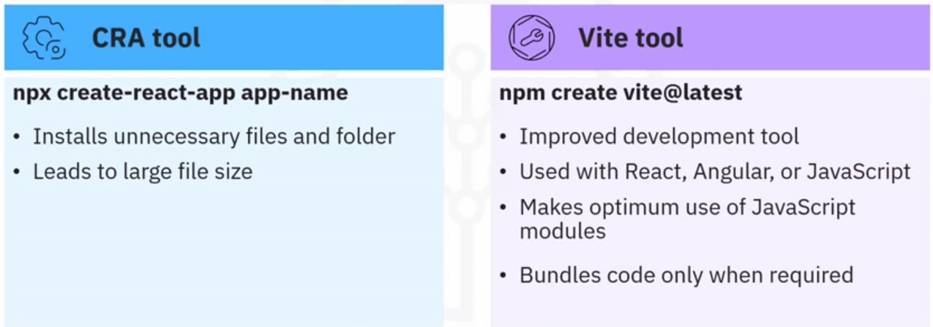 CRA tool
npx create-react-app app-name
• Installs unnecessary files and folder
• Leads to large file size
Vite tool
npm create vite@latest
• Improved development tool
• Used with React, Angular, or JavaScript
• Makes optimum use of JavaScript
modules
• Bundles code only when required